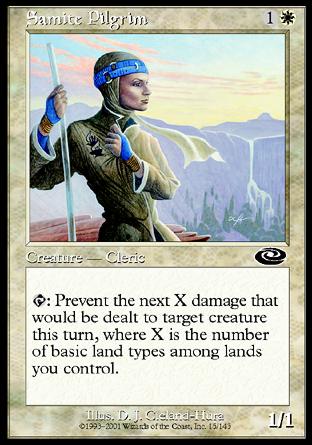 Samite Pilgrim 1
Creature — Cleric
: Prevent the next X damage that
would be dealt to target creature
this turn, where X is the number
of basic land types among lands
you control.
Illus. D. J. Cleland-Hura
©1993–2001 Wizards of the Coast, Inc. 15/143
1/1